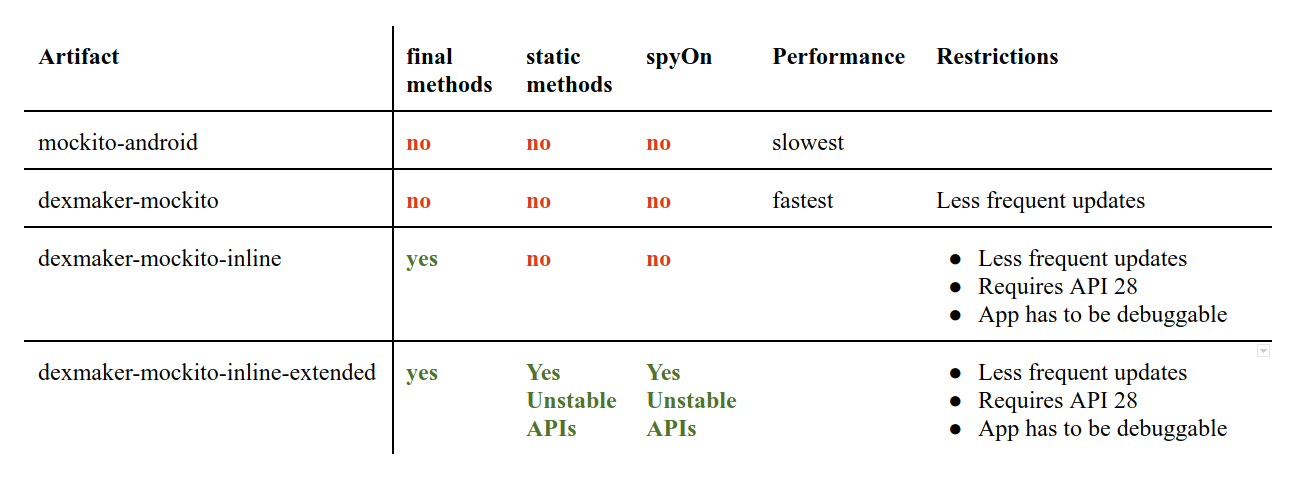 Artifact final methods static methods spyOn Performance Restrictions
mockito-android no no no slowest
dexmaker-mockito no no no fastest Less frequent updates
dexmaker-mockito-inline yes no no ● Less frequent updates
● Requires API 28
● App has to be debuggable
dexmaker-mockito-inline-extended yes Yes Yes ● Less frequent updates
Unstable Unstable ● Requires API 28
APIs APIs ● App has to be debuggable